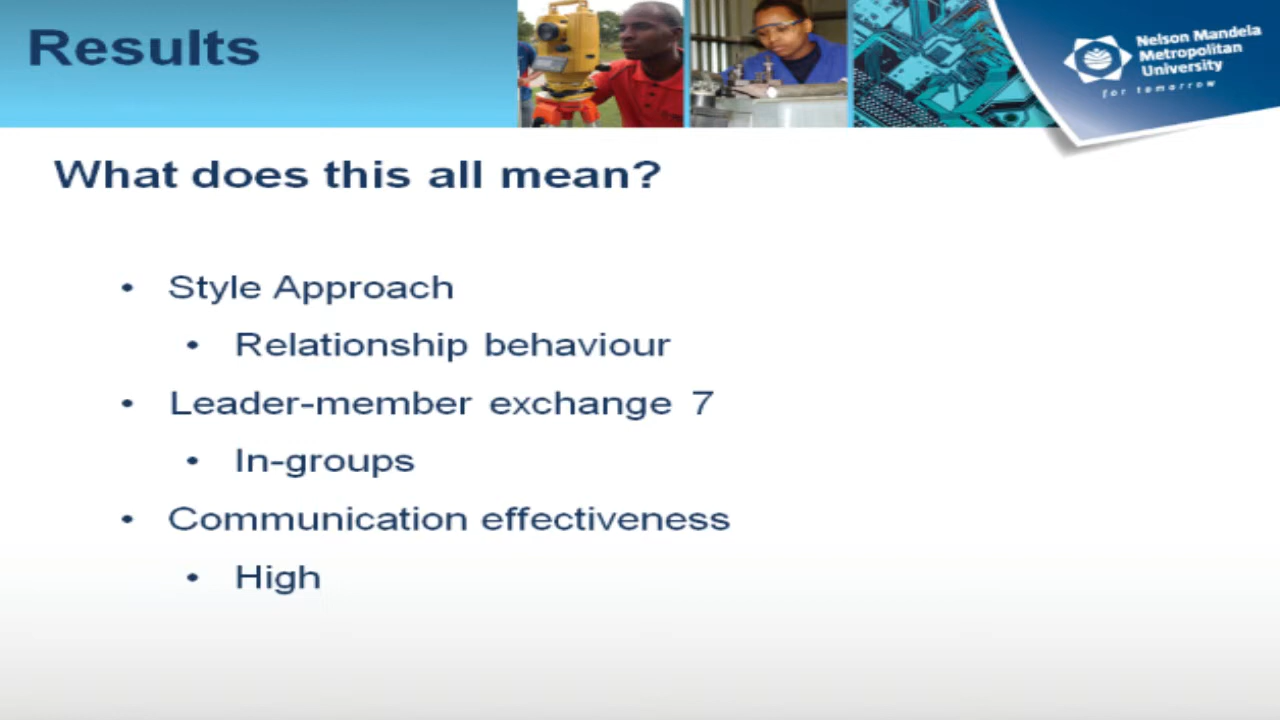 Results
Nelson Mandela
Metropolitan
University
for tomorrow
What does this all mean?
• Style Approach
• Relationship behaviour
• Leader-member exchange 7
• In-groups
• Communication effectiveness
• High